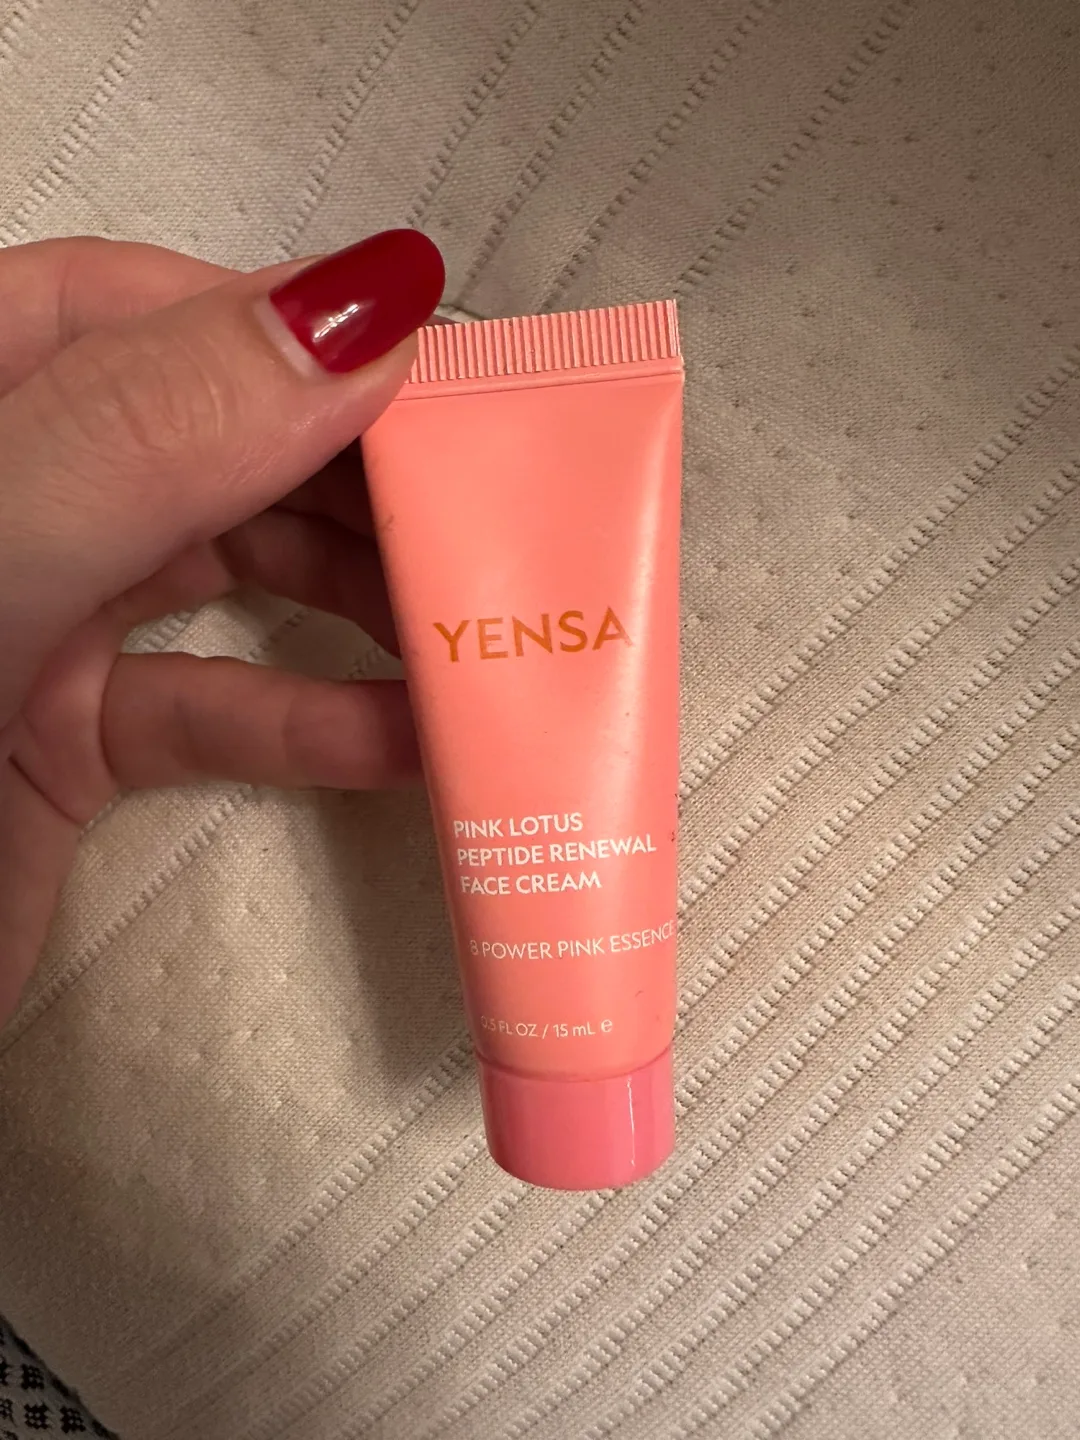 YENSA
PINK LOTUS
PEPTIDE RENEWAL
FACE CREAM
8 POWER PINK ESSENCE
0.5 FL OZ / 15 mL ℮